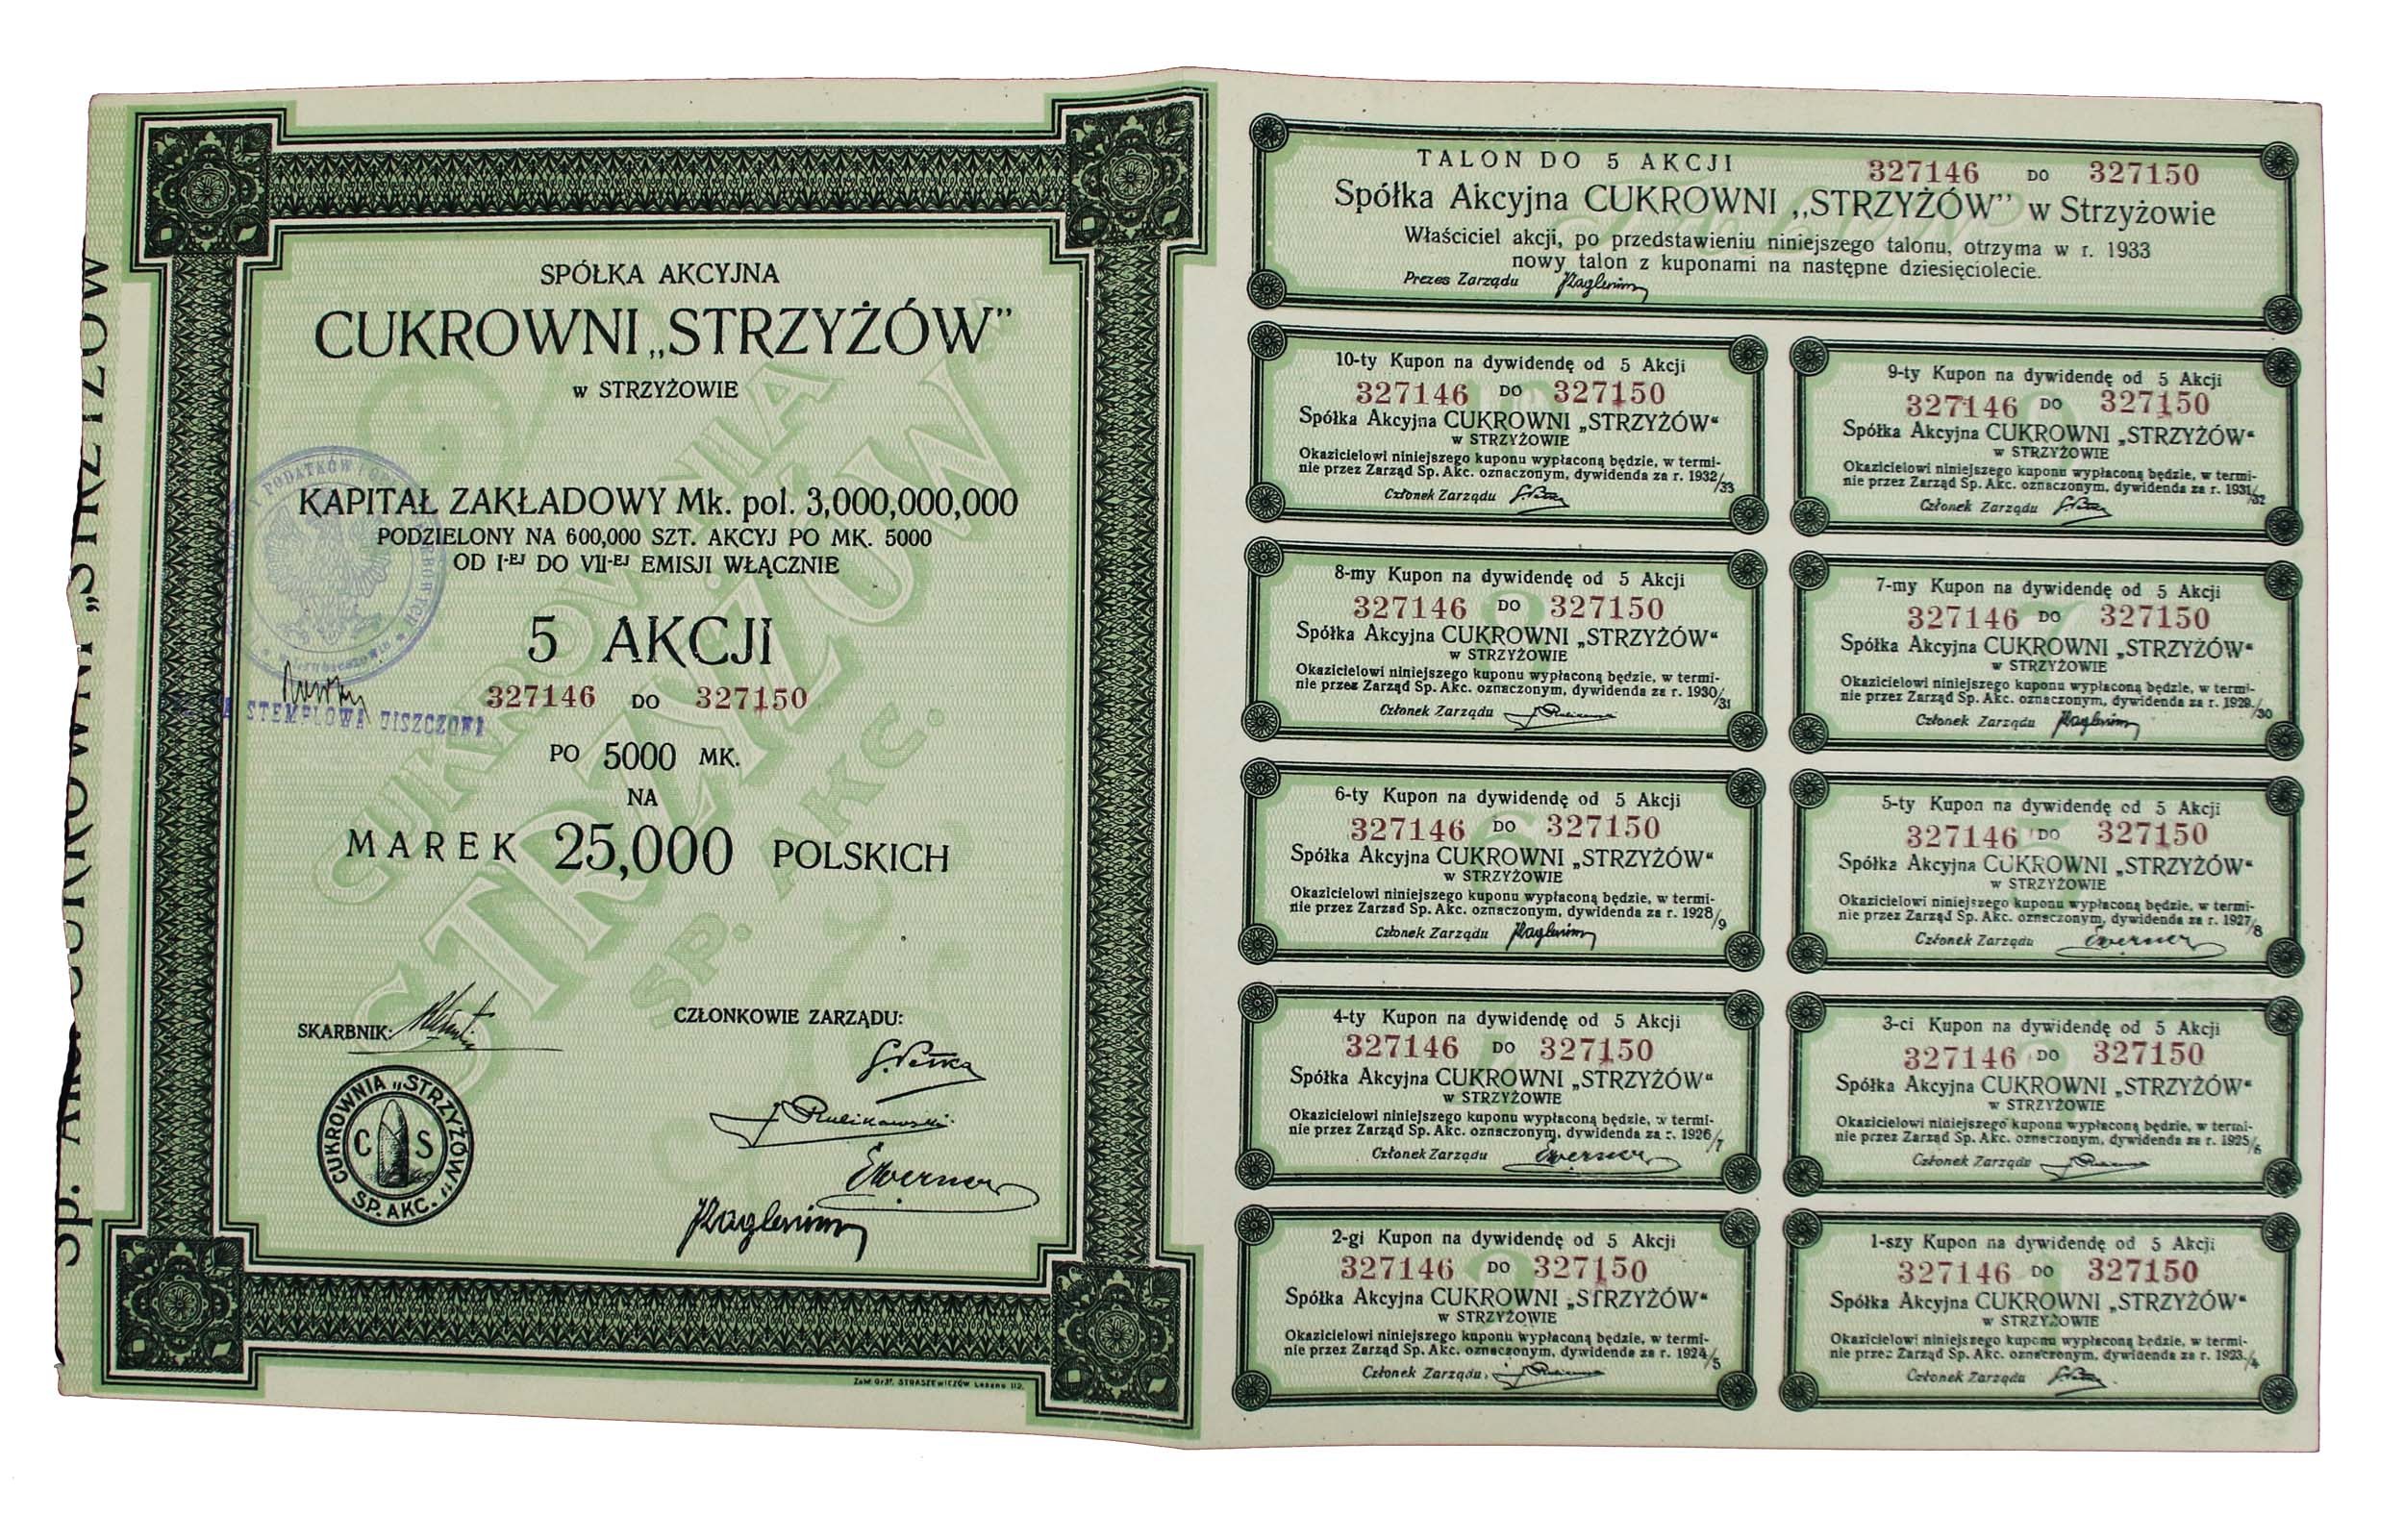 Sp. Akc. CUKROWNI „STRZYŻÓW
SPÓŁKA AKCYJNA
CUKROWNI „STRZYŻÓW”
w STRZYŻOWIE
KAPITAŁ ZAKŁADOWY Mk. pol. 3,000,000,000
PODZIELONY NA 600,000 SZT. AKCYJ PO MK. 5000
OD I-EJ DO VII-EJ EMISJI WŁĄCZNIE
5 AKCJI
327146 DO 327150
STEMPLOWA UISZCZONA
PO 5000 MK.
NA
MAREK 25,000 POLSKICH
CUKROWNIA
STRZYŻÓW
SP. AKC.
SKARBNIK:
CZŁONKOWIE ZARZĄDU:
CUKROWNIA „STRZYŻÓW”
C S
SP. AKC.
Zakł. Graf. STRASZEWICZÓW Leszno 112.
TALON DO 5 AKCJI 327146 DO 327150
Spółka Akcyjna CUKROWNI ,,STRZYŻÓW’’ w Strzyżowie
Właściciel akcji, po przedstawieniu niniejszego talonu, otrzyma w r. 1933
nowy talon z kuponami na następne dziesięciolecie.
Prezes Zarządu
10-ty Kupon na dywidendę od 5 Akcji
327146 DO 327150
Spółka Akcyjna CUKROWNI „STRZYŻÓW“
w STRZYŻOWIE
Okazicielowi niniejszego kuponu wypłaconą będzie, w termi-
nie przez Zarząd Sp. Akc. oznaczonym, dywidenda za r. 1932/33
Członek Zarządu
9-ty Kupon na dywidendę od 5 Akcji
327146 DO 327150
Spółka Akcyjna CUKROWNI „STRZYŻÓW“
w STRZYŻOWIE
Okazicielowi niniejszego kuponu wypłaconą będzie, w termi-
nie przez Zarząd Sp. Akc. oznaczonym, dywidenda za r. 1931/32
Członek Zarządu
8-my Kupon na dywidendę od 5 Akcji
327146 DO 327150
Spółka Akcyjna CUKROWNI „STRZYŻÓW“
w STRZYŻOWIE
Okazicielowi niniejszego kuponu wypłaconą będzie, w termi-
nie przez Zarząd Sp. Akc. oznaczonym, dywidenda za r. 1930/31
Członek Zarządu
7-my Kupon na dywidendę od 5 Akcji
327146 DO 327150
Spółka Akcyjna CUKROWNI „STRZYŻÓW“
w STRZYŻOWIE
Okazicielowi niniejszego kuponu wypłaconą będzie, w termi-
nie przez Zarząd Sp. Akc. oznaczonym, dywidenda za r. 1929/30
Członek Zarządu
6-ty Kupon na dywidendę od 5 Akcji
327146 DO 327150
Spółka Akcyjna CUKROWNI „STRZYŻÓW“
w STRZYŻOWIE
Okazicielowi niniejszego kuponu wypłaconą będzie, w termi-
nie przez Zarząd Sp. Akc. oznaczonym, dywidenda za r. 1928/9
Członek Zarządu
5-ty Kupon na dywidendę od 5 Akcji
327146 DO 327150
Spółka Akcyjna CUKROWNI „STRZYŻÓW“
w STRZYŻOWIE
Okazicielowi niniejszego kuponu wypłaconą będzie, w termi-
nie przez Zarząd Sp. Akc. oznaczonym, dywidenda za r. 1927/8
Członek Zarządu
4-ty Kupon na dywidendę od 5 Akcji
327146 DO 327150
Spółka Akcyjna CUKROWNI „STRZYŻÓW“
w STRZYŻOWIE
Okazicielowi niniejszego kuponu wypłaconą będzie, w termi-
nie przez Zarząd Sp. Akc. oznaczonym, dywidenda za r. 1926/7
Członek Zarządu
3-ci Kupon na dywidendę od 5 Akcji
327146 DO 327150
Spółka Akcyjna CUKROWNI „STRZYŻÓW“
w STRZYŻOWIE
Okazicielowi niniejszego kuponu wypłaconą będzie, w termi-
nie przez Zarząd Sp. Akc. oznaczonym, dywidenda za r. 1925/6
Członek Zarządu
2-gi Kupon na dywidendę od 5 Akcji
327146 DO 327150
Spółka Akcyjna CUKROWNI „STRZYŻÓW“
w STRZYŻOWIE
Okazicielowi niniejszego kuponu wypłaconą będzie, w termi-
nie przez Zarząd Sp. Akc. oznaczonym, dywidenda za r. 1924/5
Członek Zarządu
1-szy Kupon na dywidendę od 5 Akcji
327146 DO 327150
Spółka Akcyjna CUKROWNI „STRZYŻÓW“
w STRZYŻOWIE
Okazicielowi niniejszego kuponu wypłaconą będzie, w termi-
nie przez Zarząd Sp. Akc. oznaczonym, dywidenda za r. 1923/4
Członek Zarządu